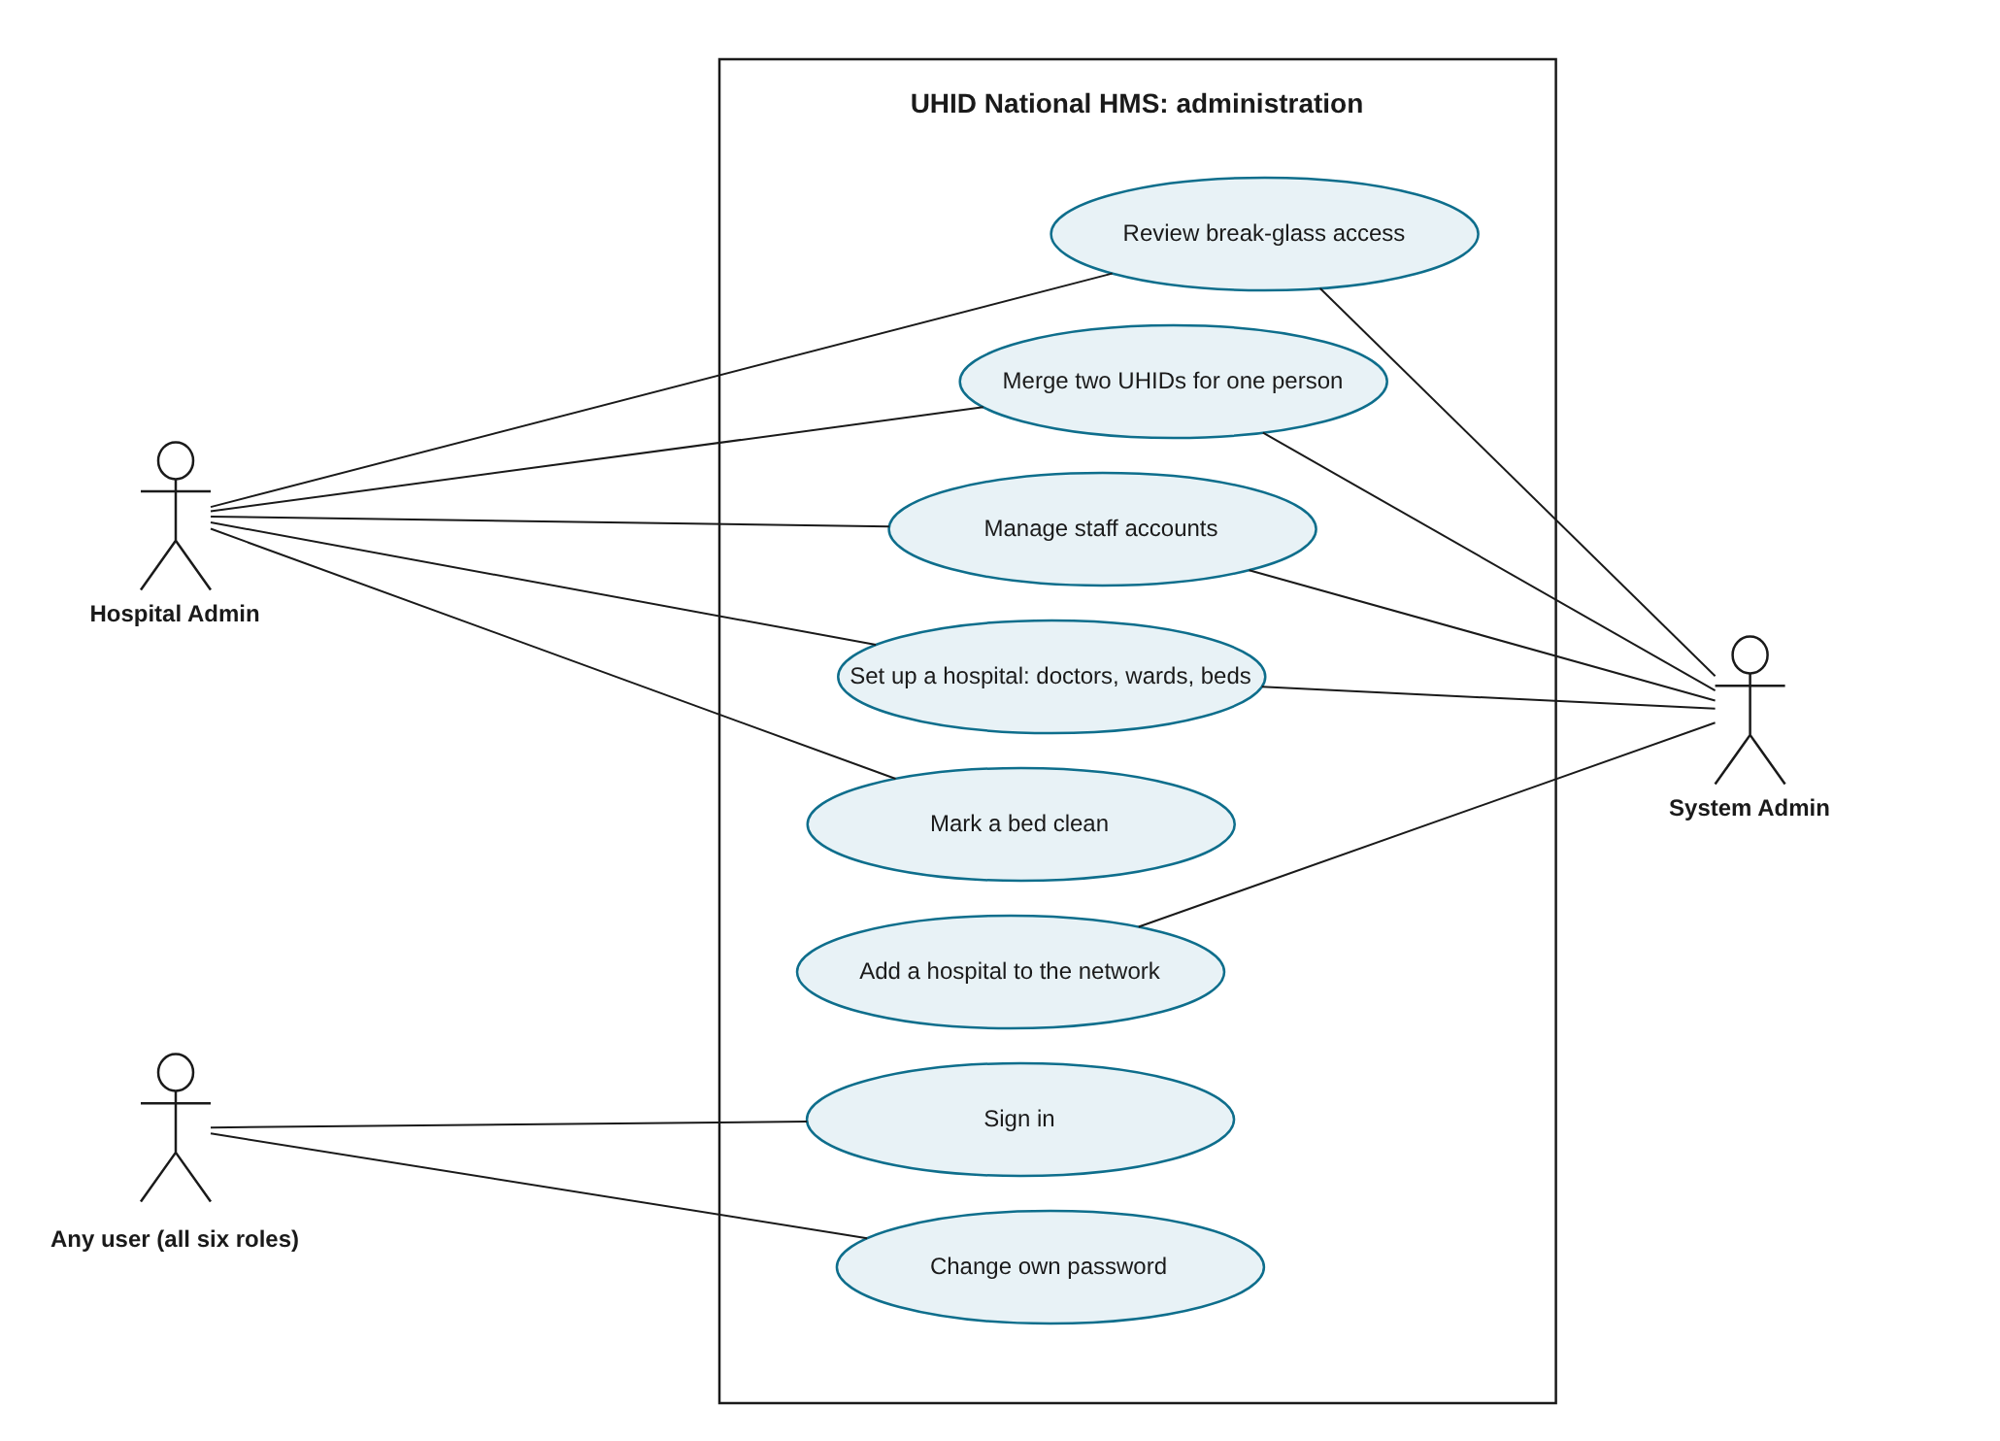 UHID National HMS: administration
Review break-glass access
Merge two UHIDs for one person
Manage staff accounts
Hospital Admin
Set up a hospital: doctors, wards, beds
System Admin
Mark a bed clean
Add a hospital to the network
Sign in
Any user (all six roles)
Change own password